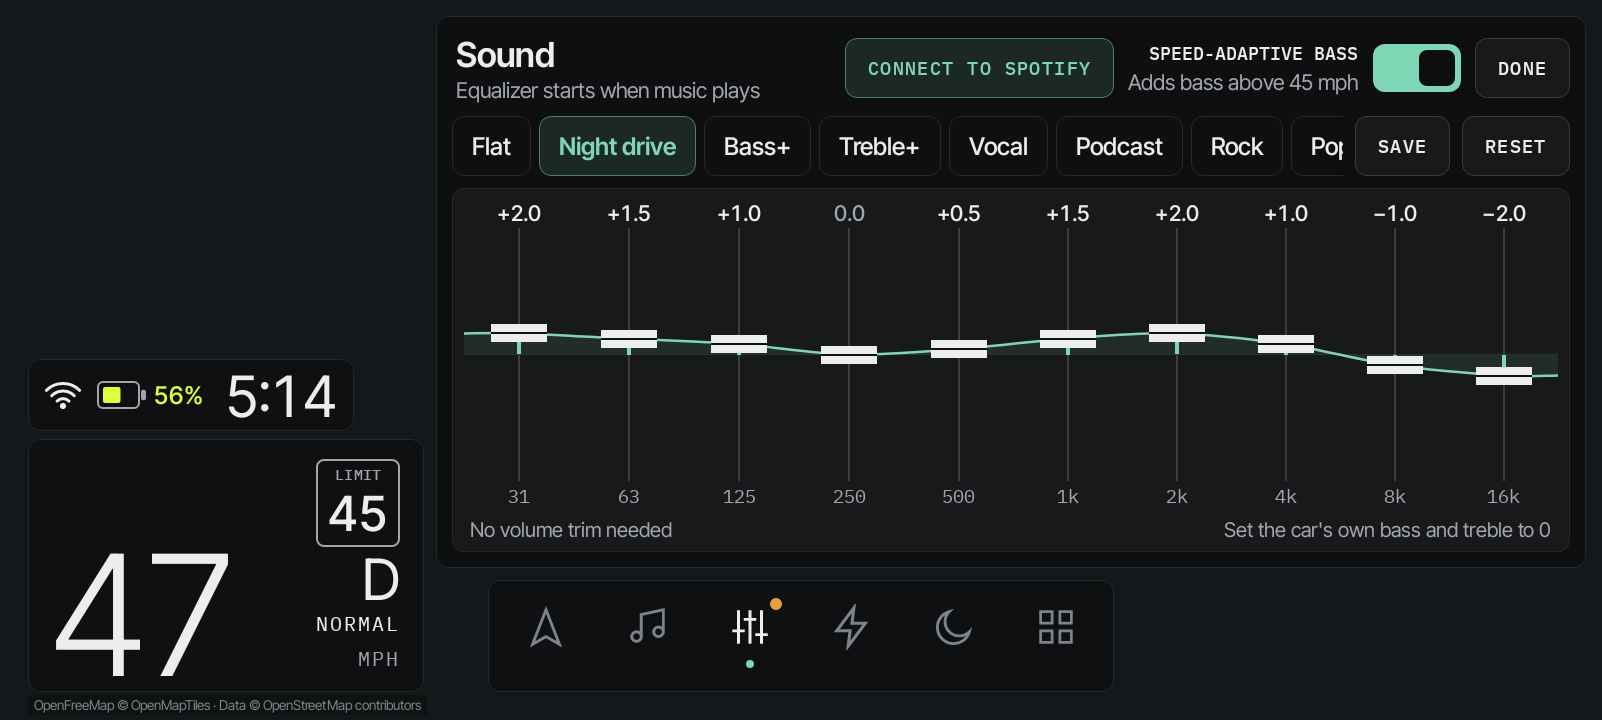 Sound
Equalizer starts when music plays
CONNECT TO SPOTIFY
SPEED-ADAPTIVE BASS
Adds bass above 45 mph
DONE
Flat
Night drive
Bass+
Treble+
Vocal
Podcast
Rock
Pop
SAVE
RESET
+2.0 +1.5 +1.0 0.0 +0.5 +1.5 +2.0 +1.0 −1.0 −2.0
31 63 125 250 500 1k 2k 4k 8k 16k
No volume trim needed
Set the car's own bass and treble to 0
56%
5:14
LIMIT
45
47
D
NORMAL
MPH
OpenFreeMap © OpenMapTiles · Data © OpenStreetMap contributors